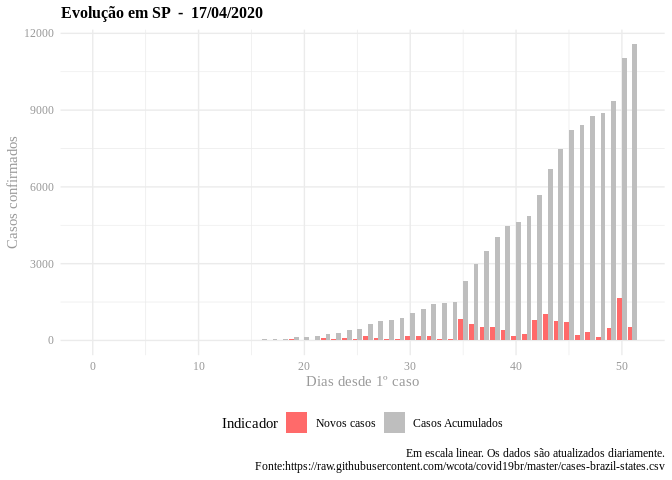 Evolução em SP - 17/04/2020
12000
9000
6000
3000
0
Casos confirmados
0 10 20 30 40 50
Dias desde 1º caso
Indicador Novos casos Casos Acumulados
Em escala linear. Os dados são atualizados diariamente.
Fonte:https://raw.githubusercontent.com/wcota/covid19br/master/cases-brazil-states.csv